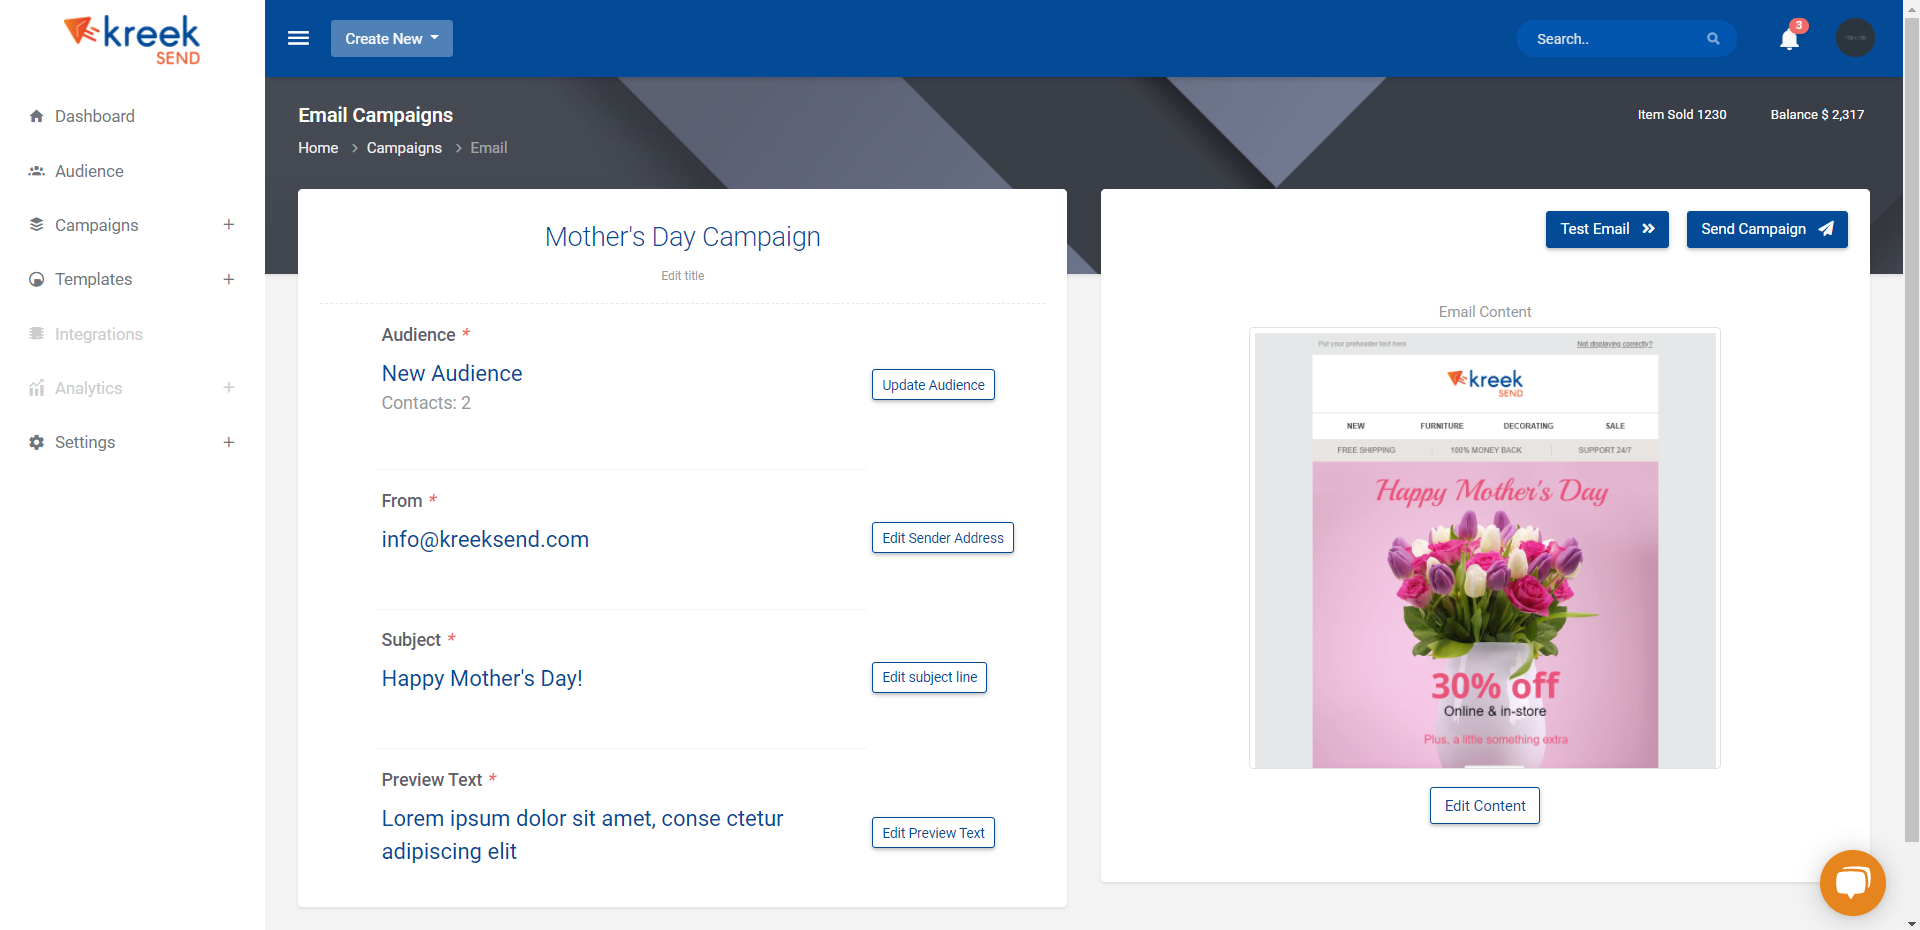 kreek
SEND
Create New
Search..
3
Dashboard
Audience
Campaigns
Templates
Integrations
Analytics
Settings
Email Campaigns
Home > Campaigns > Email
Item Sold 1230
Balance $ 2,317
Mother's Day Campaign
Edit title
Audience *
New Audience
Contacts: 2
Update Audience
From *
info@kreeksend.com
Edit Sender Address
Subject *
Happy Mother's Day!
Edit subject line
Preview Text *
Lorem ipsum dolor sit amet, conse ctetur
adipiscing elit
Edit Preview Text
Test Email
Send Campaign
Email Content
Put your preheader text here
Not displaying correctly?
kreek
SEND
NEW FURNITURE DECORATING SALE
FREE SHIPPING 100% MONEY BACK SUPPORT 24/7
Happy Mother's Day
30% off
Online & in-store
Plus, a little something extra
Edit Content